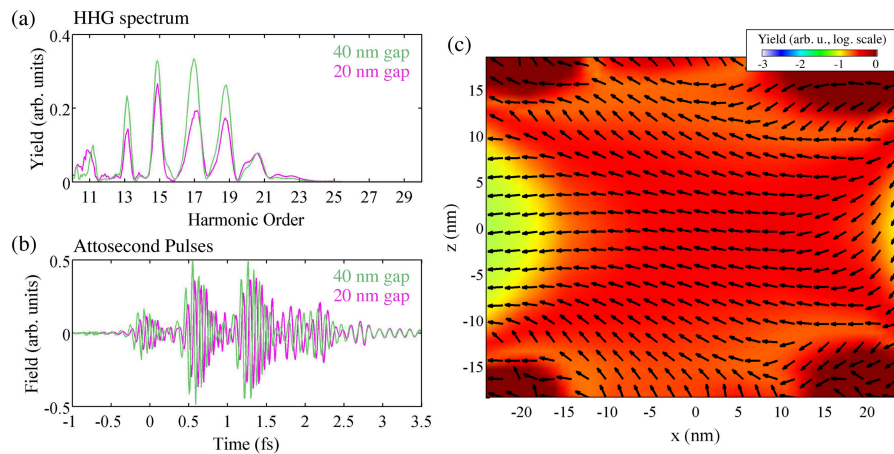 (a)
HHG spectrum
0.4
0.2
0
Yield (arb. units)
40 nm gap
20 nm gap
11 13 15 17 19 21 23 25 27 29
Harmonic Order
(b)
Attosecond Pulses
0.5
0
-0.5
Field (arb. units)
40 nm gap
20 nm gap
-1 -0.5 0 0.5 1 1.5 2 2.5 3 3.5
Time (fs)
(c)
Yield (arb. u., log. scale)
-3 -2 -1 0
15
10
5
0
-5
-10
-15
z (nm)
-20 -15 -10 -5 0 5 10 15 20
x (nm)